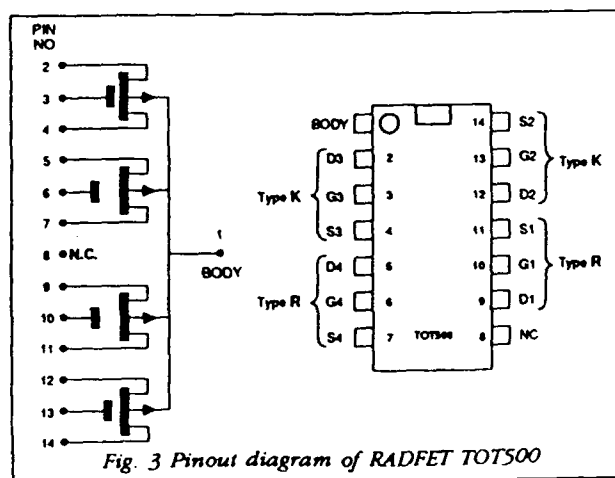 PIN
NO
2
3
4
5
6
7
8 N.C.
9
10
11
12
13
14
1
BODY
BODY
D3
G3
S3
D4
G4
S4
Type K
Type R
2
3
4
5
6
7
14
13
12
11
10
9
8
TOT500
S2
G2
D2
S1
G1
D1
NC
Type K
Type R
Fig. 3 Pinout diagram of RADFET TOT500